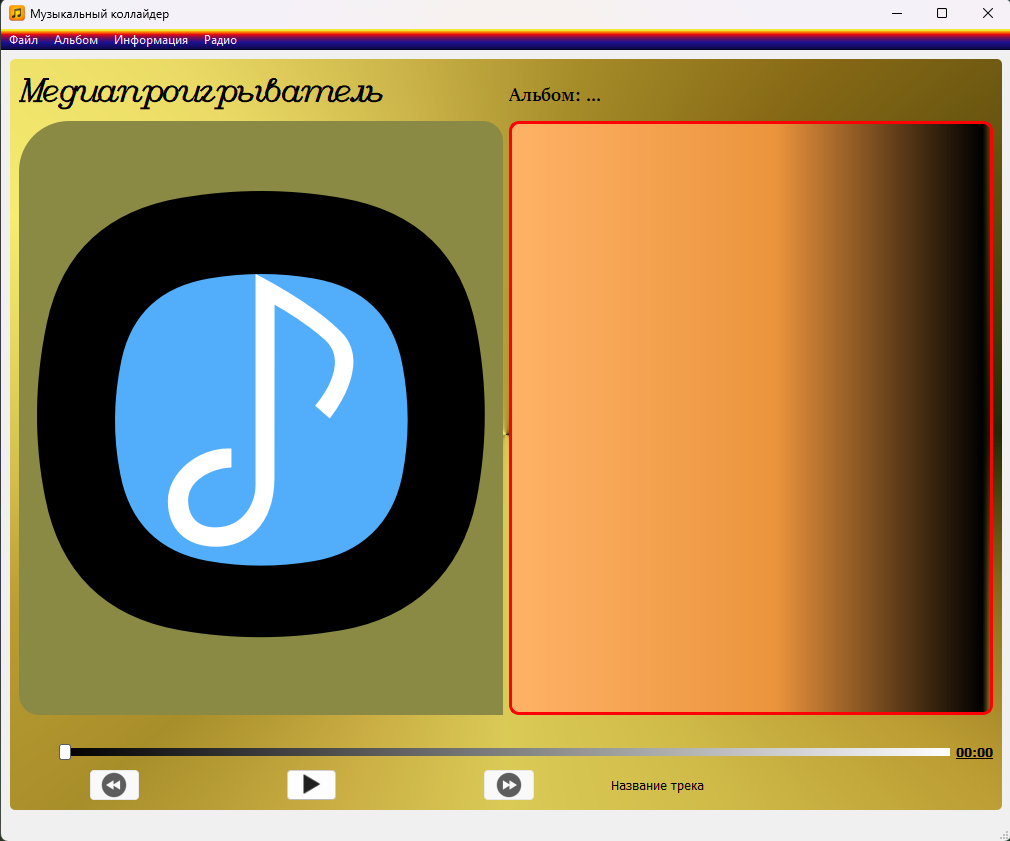 Музыкальный коллайдер
Файл Альбом Информация Радио
Медиапроигрыватель
Альбом: ...
00:00
Название трека